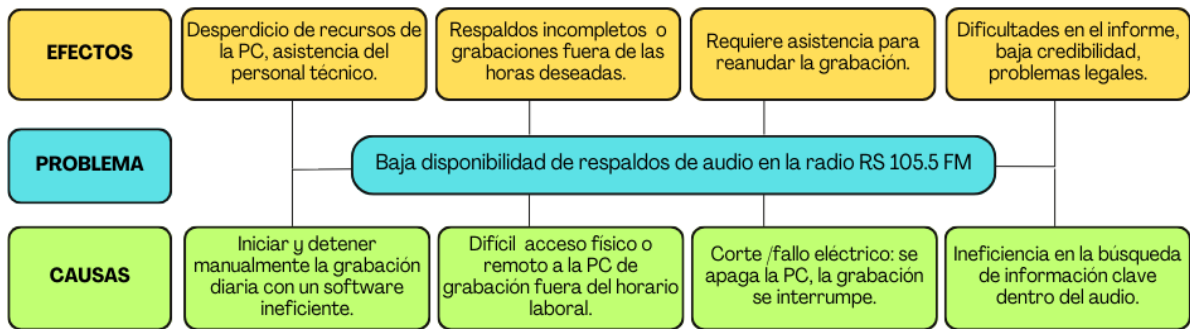 EFECTOS
Desperdicio de recursos de
la PC, asistencia del
personal técnico.
Respaldos incompletos o
grabaciones fuera de las
horas deseadas.
Requiere asistencia para
reanudar la grabación.
Dificultades en el informe,
baja credibilidad,
problemas legales.
PROBLEMA
Baja disponibilidad de respaldos de audio en la radio RS 105.5 FM
CAUSAS
Iniciar y detener
manualmente la grabación
diaria con un software
ineficiente.
Difícil acceso físico o
remoto a la PC de
grabación fuera del horario
laboral.
Corte /fallo eléctrico: se
apaga la PC, la grabación
se interrumpe.
Ineficiencia en la búsqueda
de información clave
dentro del audio.